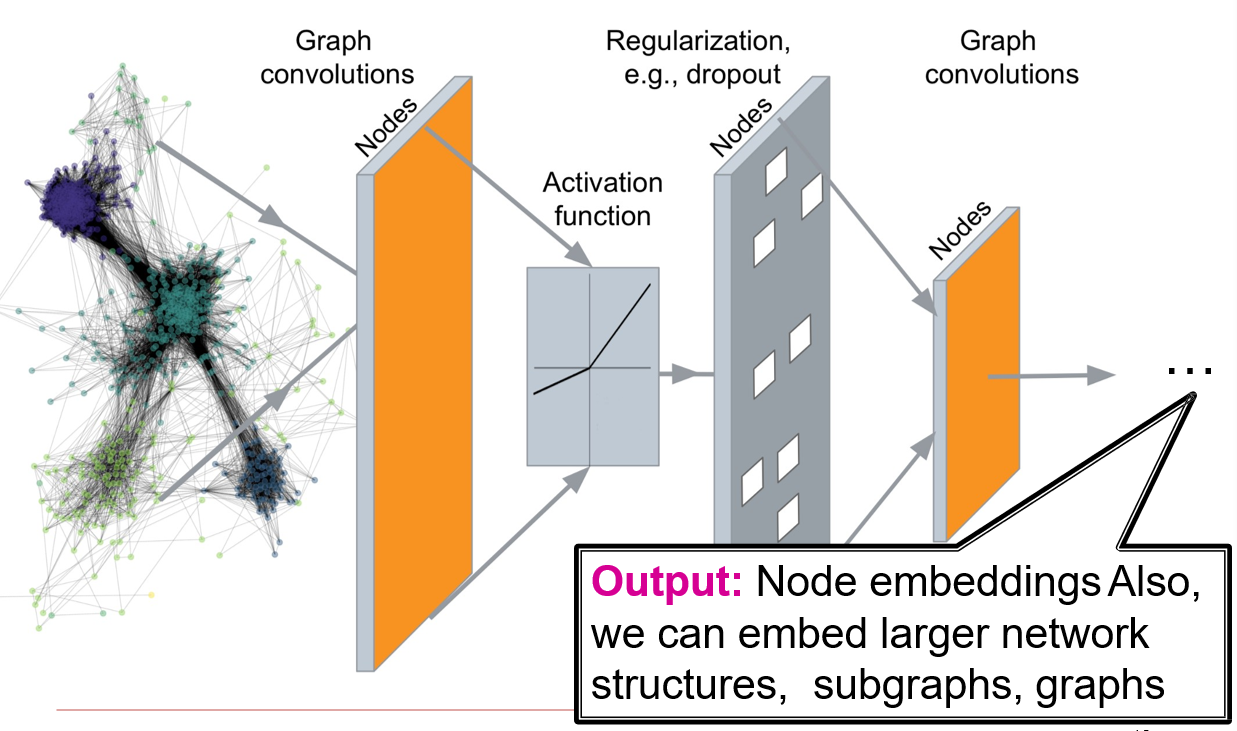 Graph
convolutions
Regularization,
e.g., dropout
Graph
convolutions
Nodes
Nodes
Activation
function
Nodes
...
Output: Node embeddings Also,
we can embed larger network
structures, subgraphs, graphs